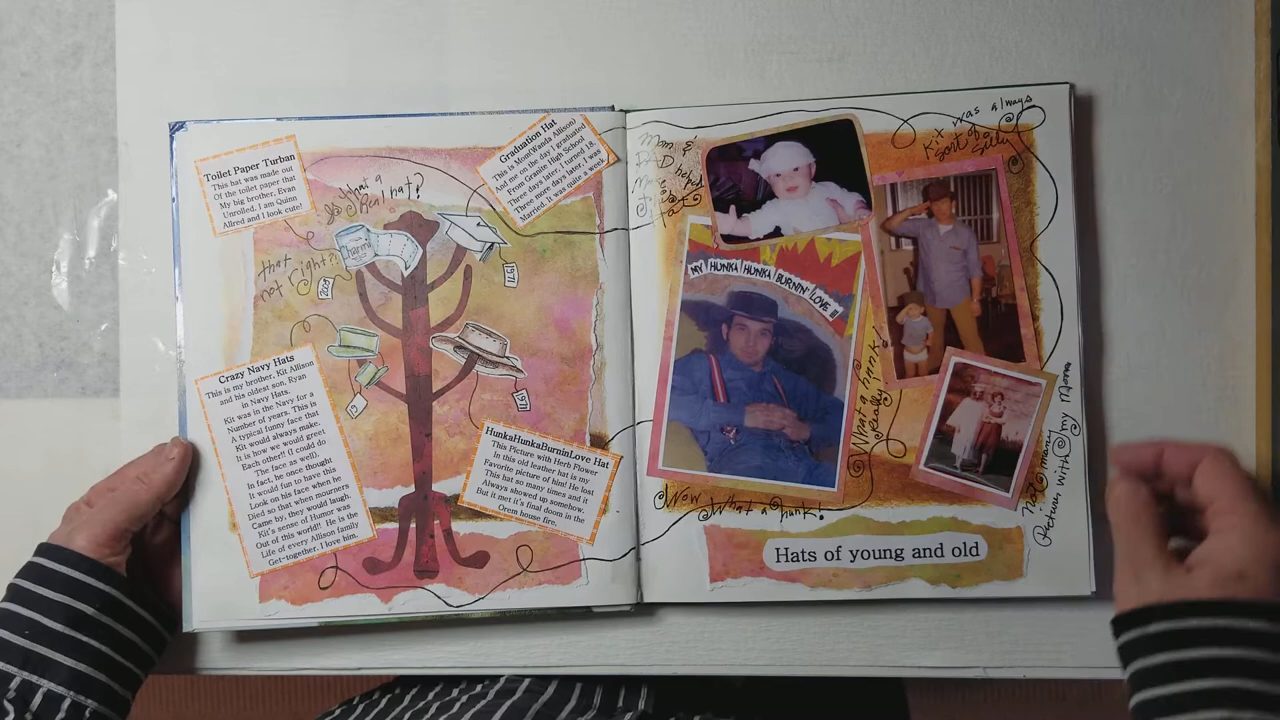 Toilet Paper Turban
This hat was made out
Of the toilet paper that
My big brother, Evan
Unrolled. I am Quinn
Allred and I look cute!
Graduation Hat
This is Mom(Wanda Allison)
And me on the day I graduated
From Granite High School
Three days later, I turned 18.
Three more days later, I was
Married. It was quite a week.
What a
Real hat?
that
not right?
Charmi
2009
1971
1971
Crazy Navy Hats
This is my brother, Kit Allison
and his oldest son, Ryan
in Navy Hats.
Kit was in the Navy for a
Number of years. This is
A typical funny face that
Kit would always make.
It is how we would greet
Each other!! (I could do
The face as well).
In fact, he once thought
It would fun to have this
Look on his face when he
Died so that when mourners
Came by, they would laugh.
Kit's sense of Humor was
Out of this world!! He is the
Life of every Allison family
Get-together. I love him.
HunkaHunkaBurninLove Hat
This Picture with Herb Flower
In this old leather hat is my
Favorite picture of him! He lost
This hat so many times and it
Always showed up somehow.
But it met's final doom in the
Orem house fire.
Mom &
DAD
Kit was always
sort of
silly
MY HUNKA HUNKA BURNIN' LOVE !!!
What a hunk!
Really!
Wow What a hunk!
Not many
Pictures with my Mom
Hats of young and old